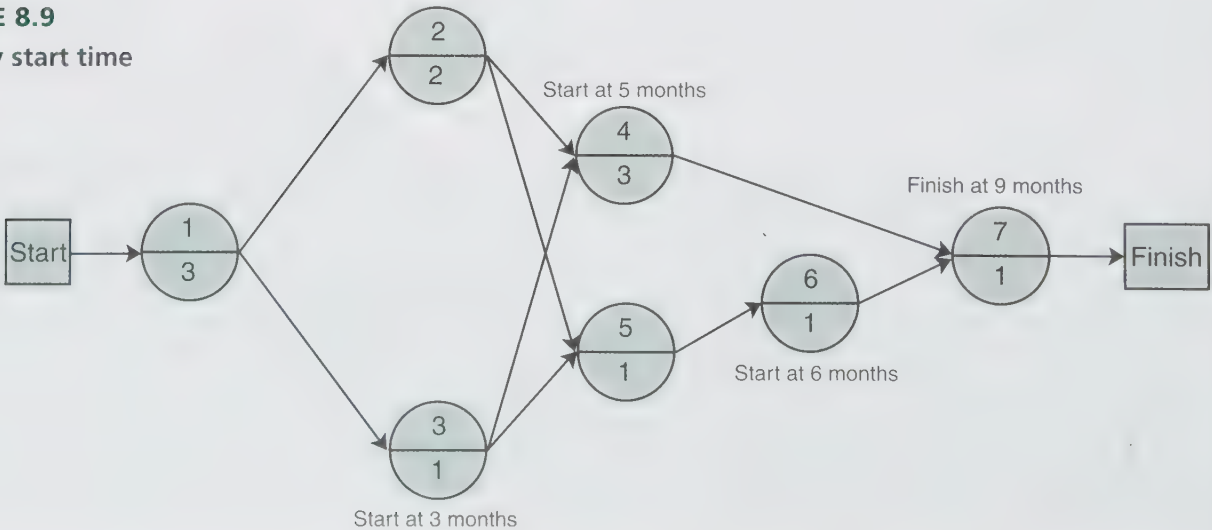 8.9
start time
2
2
Start at 5 months
4
3
Finish at 9 months
Start
1
3
7
1
Finish
6
1
Start at 6 months
5
1
3
1
Start at 3 months